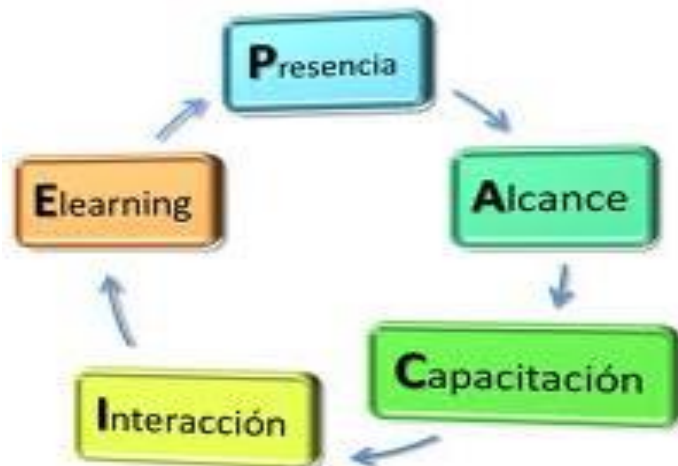 Presencia
Alcance
Capacitación
Interacción
Elearning